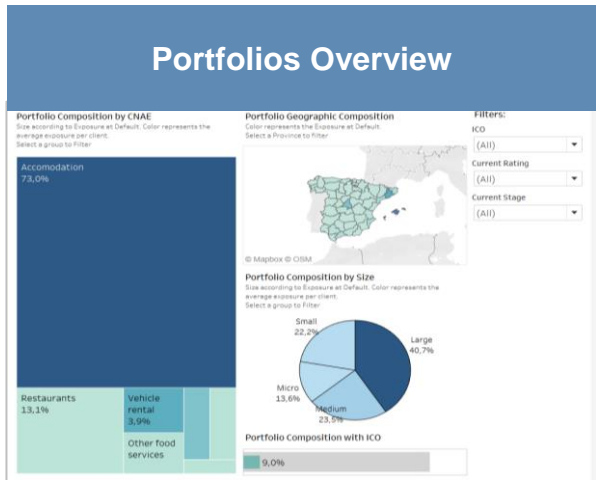 Portfolios Overview
Portfolio Composition by CNAE
Size according to Exposure at Default. Color represents the
average exposure per client.
Select a group to Filter
Accomodation
73,0%
Restaurants
13,1%
Vehicle
rental
3,9%
Other food
services
Portfolio Geographic Composition
Color represents the Exposure at Default.
Select a Province to Filter
© Mapbox © OSM
Portfolio Composition by Size
Size according to Exposure at Default. Color represents the
average exposure per client.
Select a group to Filter
Small
22,2%
Large
40,7%
Micro
13,6%
Medium
23,5%
Portfolio Composition with ICO
9,0%
Filters:
ICO
(All)
Current Rating
(All)
Current Stage
(All)